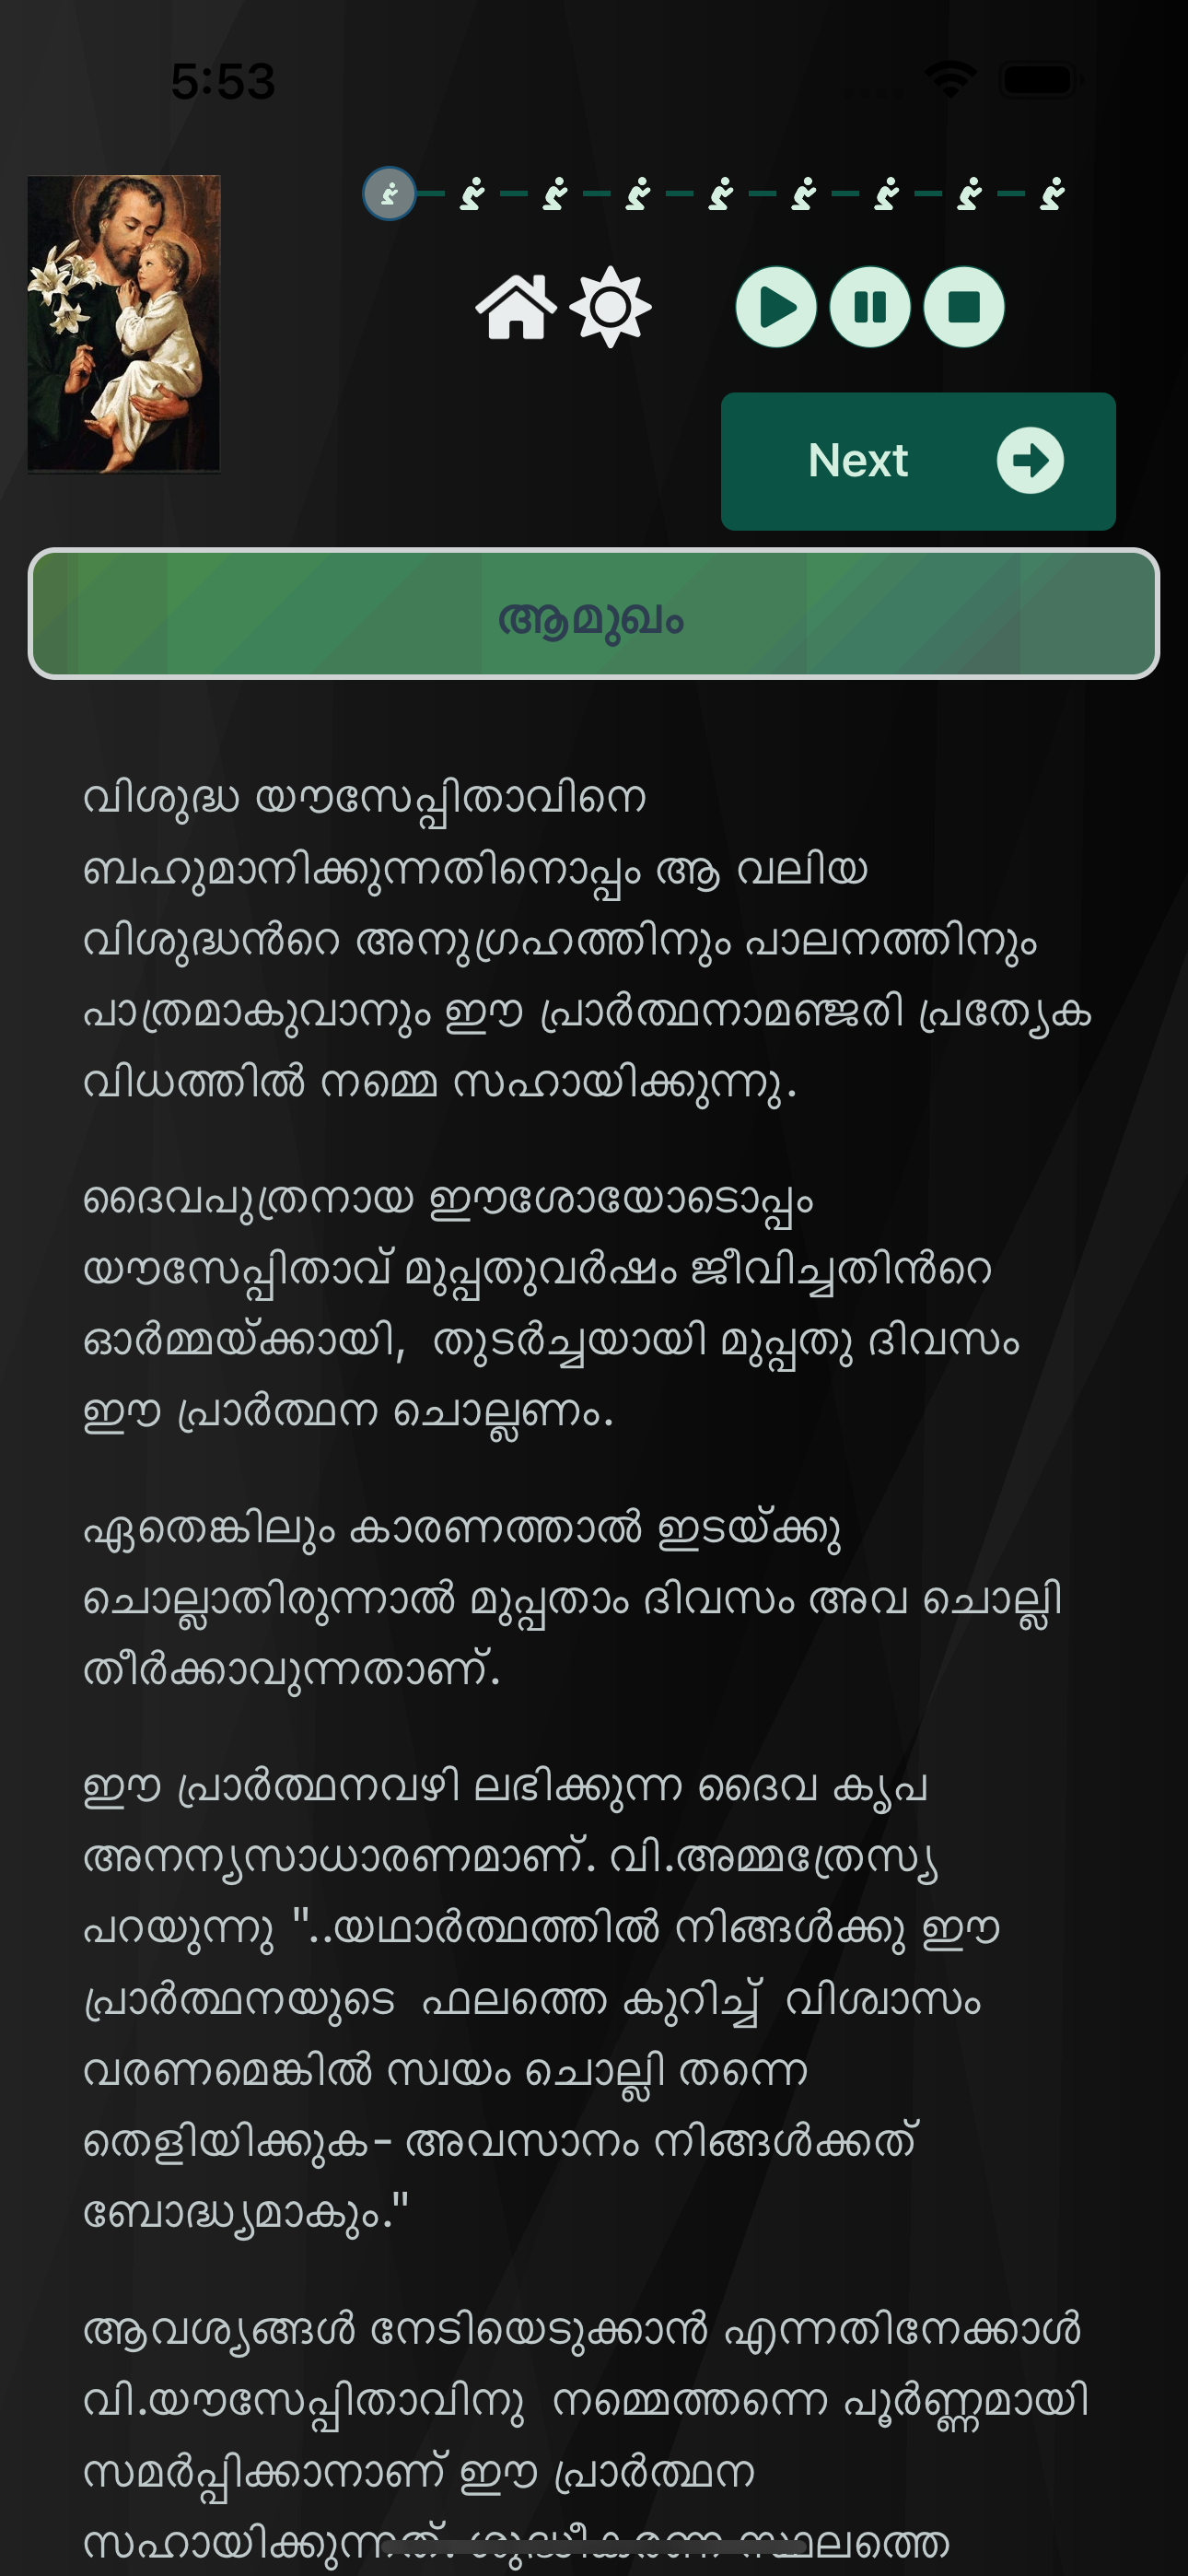 5:53
Next
ആമുഖം
വിശുദ്ധ യൗസേപ്പിതാവിനെ
ബഹുമാനിക്കുന്നതിനൊപ്പം ആ വലിയ
വിശുദ്ധൻറെ അനുഗ്രഹത്തിനും പാലനത്തിനും
പാത്രമാകുവാനും ഈ പ്രാർത്ഥനാമഞ്ജരി പ്രത്യേക
വിധത്തിൽ നമ്മെ സഹായിക്കുന്നു.
ദൈവപുത്രനായ ഈശോയോടൊപ്പം
യൗസേപ്പിതാവ് മുപ്പതുവർഷം ജീവിച്ചതിൻറെ
ഓർമ്മയ്ക്കായി, തുടർച്ചയായി മുപ്പതു ദിവസം
ഈ പ്രാർത്ഥന ചൊല്ലണം.
ഏതെങ്കിലും കാരണത്താൽ ഇടയ്ക്കു
ചൊല്ലാതിരുന്നാൽ മുപ്പതാം ദിവസം അവ ചൊല്ലി
തീർക്കാവുന്നതാണ്.
ഈ പ്രാർത്ഥനവഴി ലഭിക്കുന്ന ദൈവ കൃപ
അനന്യസാധാരണമാണ്. വി.അമ്മത്രേസ്യ
പറയുന്നു "..യഥാർത്ഥത്തിൽ നിങ്ങൾക്കു ഈ
പ്രാർത്ഥനയുടെ ഫലത്തെ കുറിച്ച് വിശ്വാസം
വരണമെങ്കിൽ സ്വയം ചൊല്ലി തന്നെ
തെളിയിക്കുക- അവസാനം നിങ്ങൾക്കത്
ബോദ്ധ്യമാകും."
ആവശ്യങ്ങൾ നേടിയെടുക്കാൻ എന്നതിനേക്കാൾ
വി.യൗസേപ്പിതാവിനു നമ്മെത്തന്നെ പൂർണ്ണമായി
സമർപ്പിക്കാനാണ് ഈ പ്രാർത്ഥന
സഹായിക്കുന്നത്. ശുദ്ധീകരണ സ്ഥലത്തെ